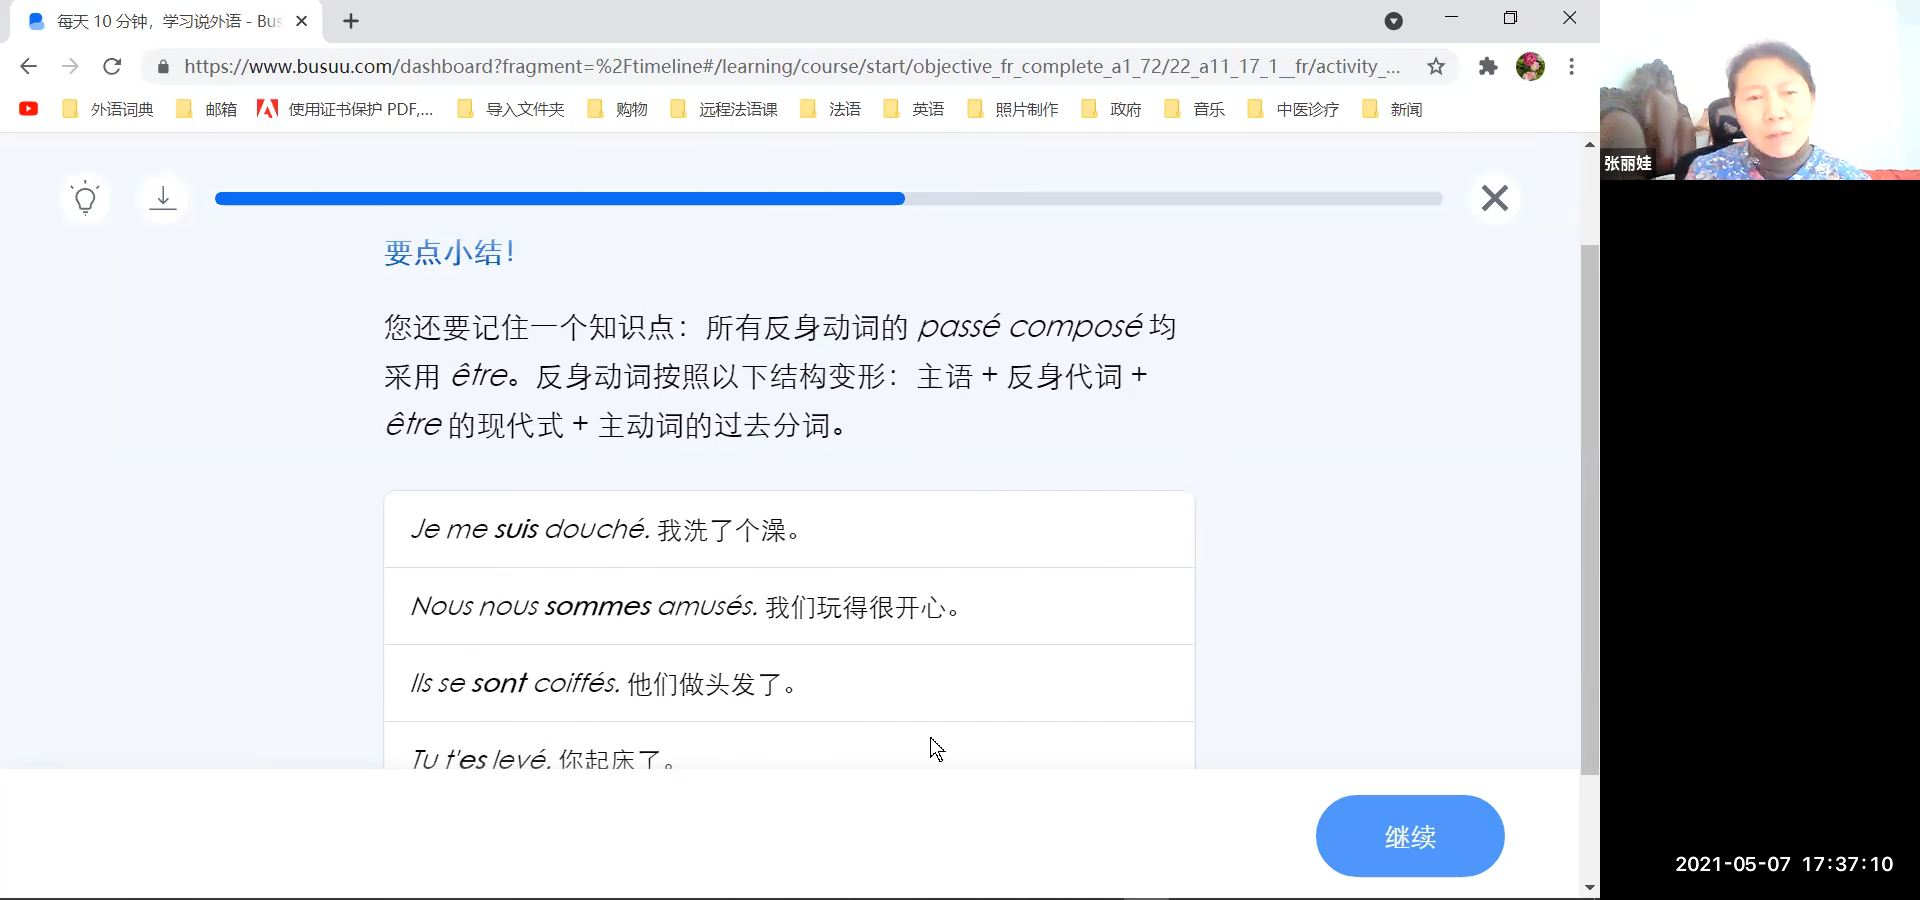 每天 10 分钟，学习说外语 - Bus
https://www.busuu.com/dashboard?fragment=%2Ftimeline#/learning/course/start/objective_fr_complete_a1_72/22_a11_17_1__fr/activity_...
外语词典 邮箱 使用证书保护 PDF,... 导入文件夹 购物 远程法语课 法语 英语 照片制作 政府 音乐 中医诊疗 新闻
张丽娃
要点小结！
您还要记住一个知识点：所有反身动词的 passé composé 均
采用 être。反身动词按照以下结构变形：主语 + 反身代词 +
être 的现代式 + 主动词的过去分词。
Je me suis douché. 我洗了个澡。
Nous nous sommes amusés. 我们玩得很开心。
Ils se sont coiffés. 他们做头发了。
Tu t'es levé. 你起床了。
继续
2021-05-07 17:37:10